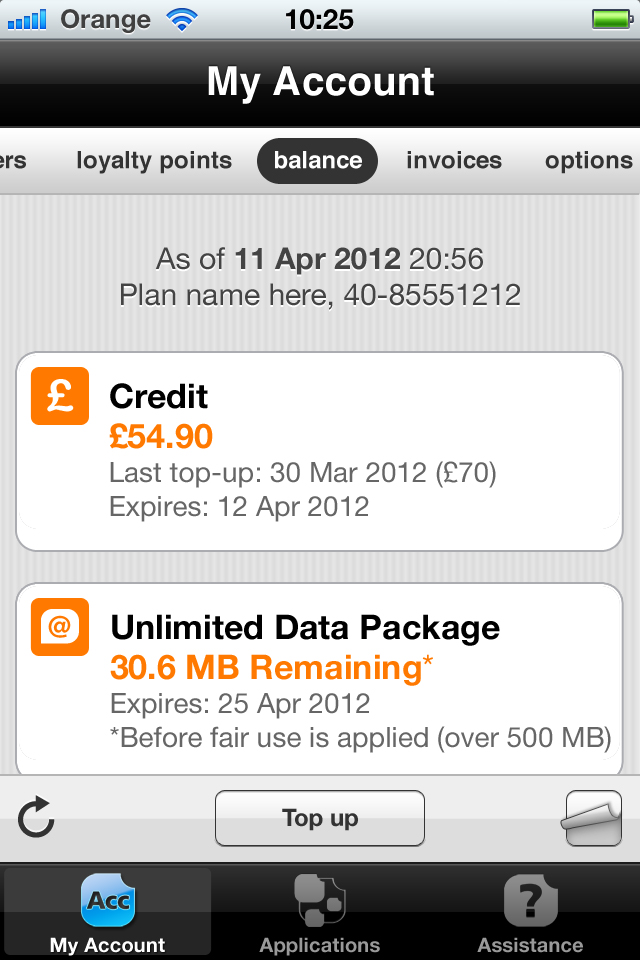 Orange 10:25
My Account
ers loyalty points balance invoices options
As of 11 Apr 2012 20:56
Plan name here, 40-85551212
£
Credit
£54.90
Last top-up: 30 Mar 2012 (£70)
Expires: 12 Apr 2012
@
Unlimited Data Package
30.6 MB Remaining*
Expires: 25 Apr 2012
*Before fair use is applied (over 500 MB)
Top up
Acc ?
My Account Applications Assistance